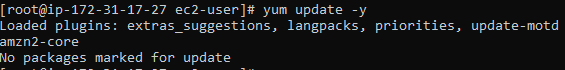 [root@ip-172-31-17-27 ec2-user]# yum update -y
Loaded plugins: extras_suggestions, langpacks, priorities, update-motd
amzn2-core
No packages marked for update